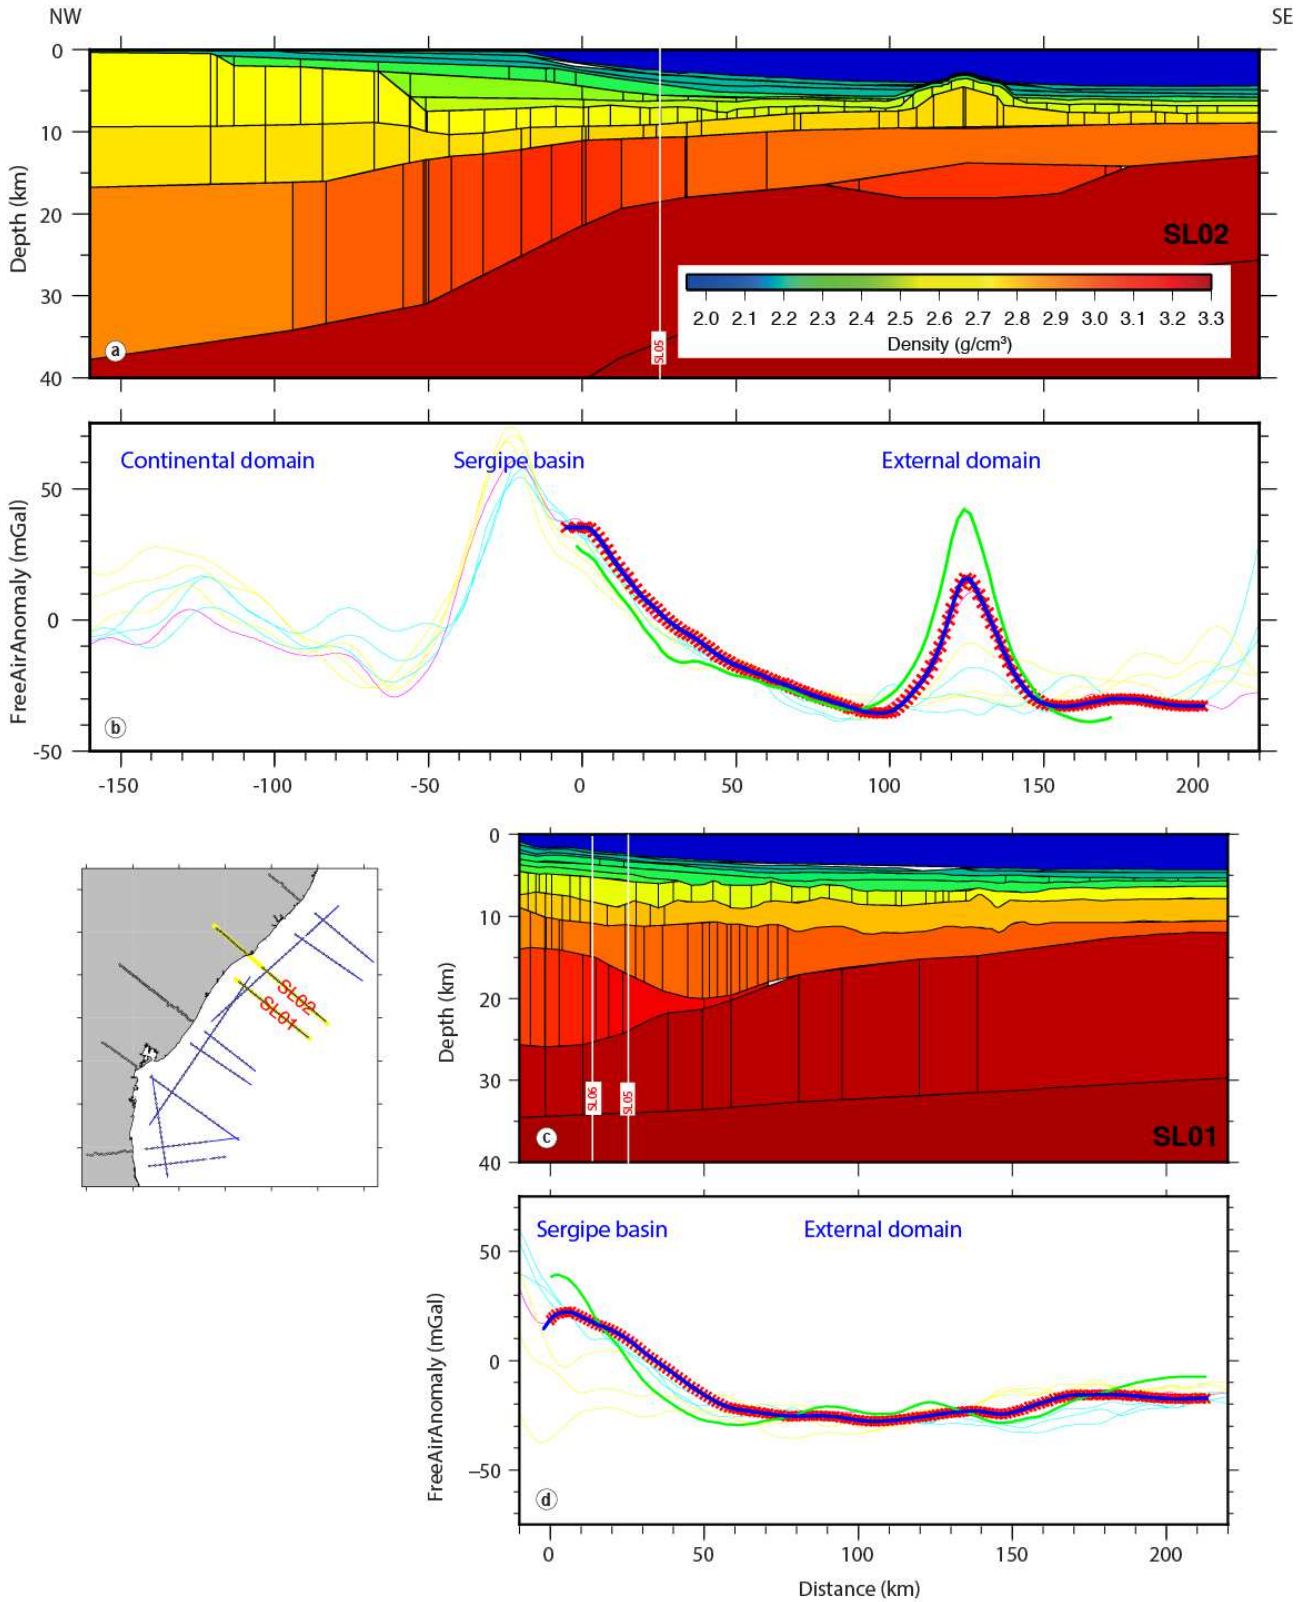 NW SE
0
10
20
30
40
Depth (km)
SL02
SL05
2.0 2.1 2.2 2.3 2.4 2.5 2.6 2.7 2.8 2.9 3.0 3.1 3.2 3.3
Density (g/cm³)
a
Continental domain Sergipe basin External domain
50
0
-50
FreeAirAnomaly (mGal)
b
-150 -100 -50 0 50 100 150 200
SL02
SL01
0
10
20
30
40
Depth (km)
SL06 SL05
c
SL01
Sergipe basin External domain
50
0
−50
FreeAirAnomaly (mGal)
d
0 50 100 150 200
Distance (km)